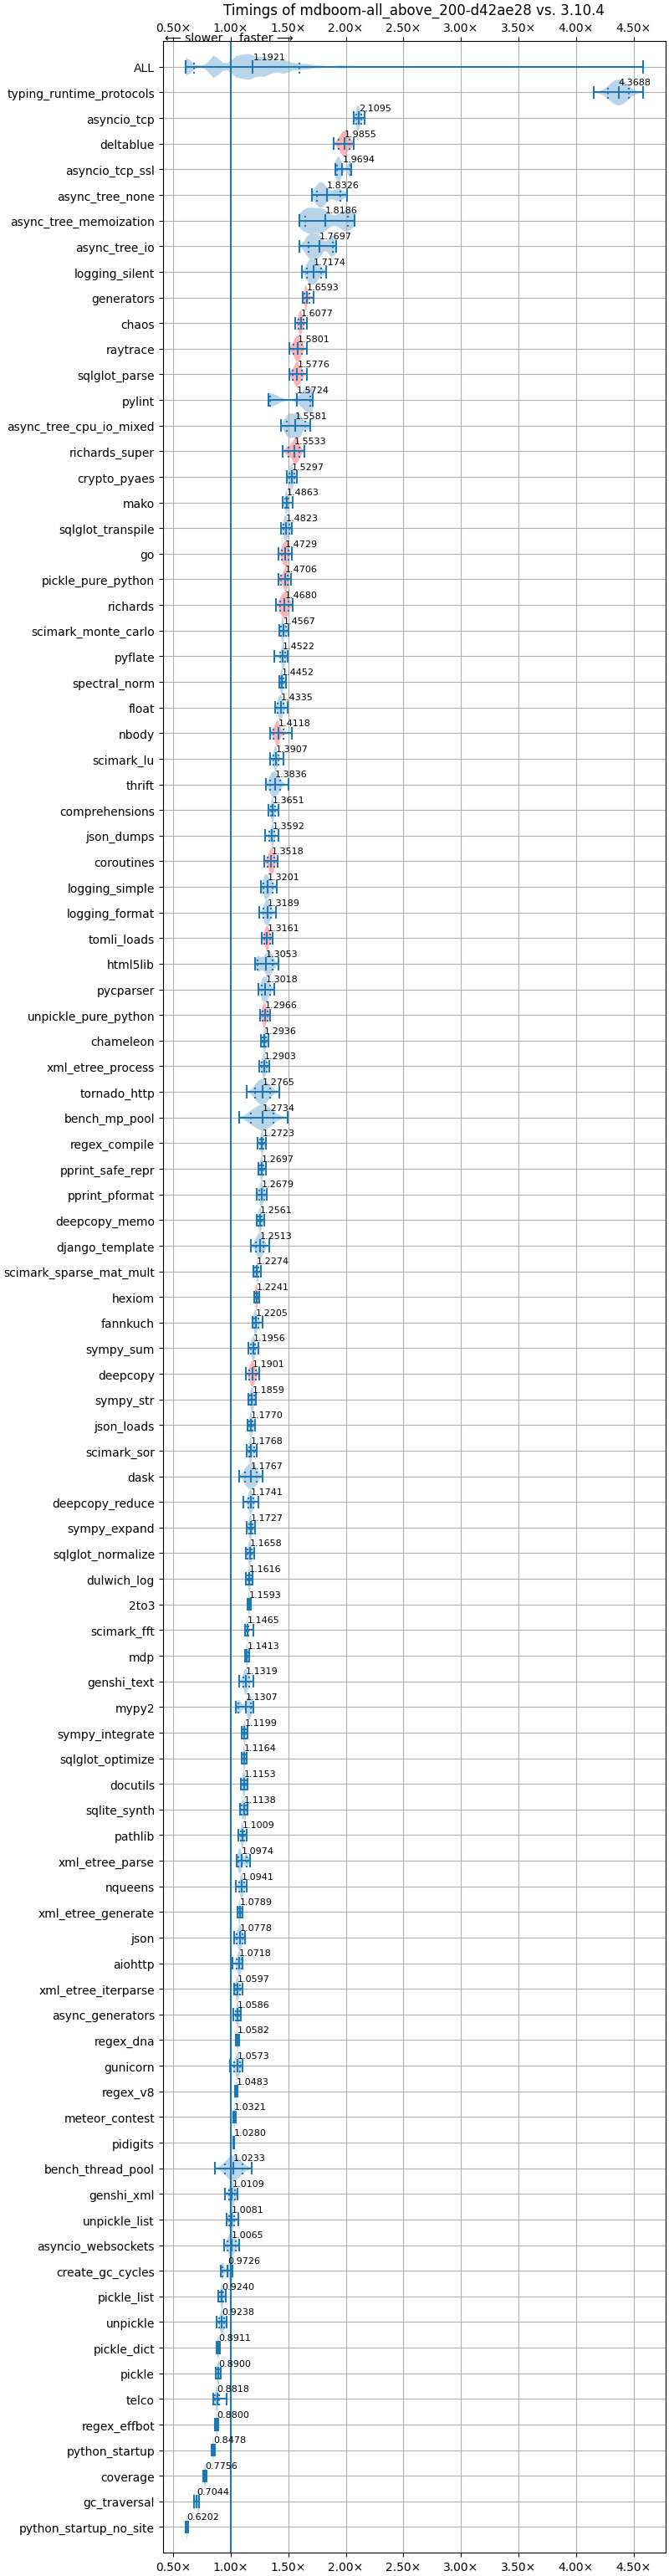 Timings of mdboom-all_above_200-d42ae28 vs. 3.10.4
0.50× 1.00× 1.50× 2.00× 2.50× 3.00× 3.50× 4.00× 4.50×
⟵ slower faster ⟶
ALL 1.1921
typing_runtime_protocols 4.3688
asyncio_tcp 2.1095
deltablue 1.9855
asyncio_tcp_ssl 1.9694
async_tree_none 1.8326
async_tree_memoization 1.8186
async_tree_io 1.7697
logging_silent 1.7174
generators 1.6593
chaos 1.6077
raytrace 1.5801
sqlglot_parse 1.5776
pylint 1.5724
async_tree_cpu_io_mixed 1.5581
richards_super 1.5533
crypto_pyaes 1.5297
mako 1.4863
sqlglot_transpile 1.4823
go 1.4729
pickle_pure_python 1.4706
richards 1.4680
scimark_monte_carlo 1.4567
pyflate 1.4522
spectral_norm 1.4452
float 1.4335
nbody 1.4118
scimark_lu 1.3907
thrift 1.3836
comprehensions 1.3651
json_dumps 1.3592
coroutines 1.3518
logging_simple 1.3201
logging_format 1.3189
tomli_loads 1.3161
html5lib 1.3053
pycparser 1.3018
unpickle_pure_python 1.2966
chameleon 1.2936
xml_etree_process 1.2903
tornado_http 1.2765
bench_mp_pool 1.2734
regex_compile 1.2723
pprint_safe_repr 1.2697
pprint_pformat 1.2679
deepcopy_memo 1.2561
django_template 1.2513
scimark_sparse_mat_mult 1.2274
hexiom 1.2241
fannkuch 1.2205
sympy_sum 1.1956
deepcopy 1.1901
sympy_str 1.1859
json_loads 1.1770
scimark_sor 1.1768
dask 1.1767
deepcopy_reduce 1.1741
sympy_expand 1.1727
sqlglot_normalize 1.1658
dulwich_log 1.1616
2to3 1.1593
scimark_fft 1.1465
mdp 1.1413
genshi_text 1.1319
mypy2 1.1307
sympy_integrate 1.1199
sqlglot_optimize 1.1164
docutils 1.1153
sqlite_synth 1.1138
pathlib 1.1009
xml_etree_parse 1.0974
nqueens 1.0941
xml_etree_generate 1.0789
json 1.0778
aiohttp 1.0718
xml_etree_iterparse 1.0597
async_generators 1.0586
regex_dna 1.0582
gunicorn 1.0573
regex_v8 1.0483
meteor_contest 1.0321
pidigits 1.0280
bench_thread_pool 1.0233
genshi_xml 1.0109
unpickle_list 1.0081
asyncio_websockets 1.0065
create_gc_cycles 0.9726
pickle_list 0.9240
unpickle 0.9238
pickle_dict 0.8911
pickle 0.8900
telco 0.8818
regex_effbot 0.8800
python_startup 0.8478
coverage 0.7756
gc_traversal 0.7044
python_startup_no_site 0.6202
0.50× 1.00× 1.50× 2.00× 2.50× 3.00× 3.50× 4.00× 4.50×